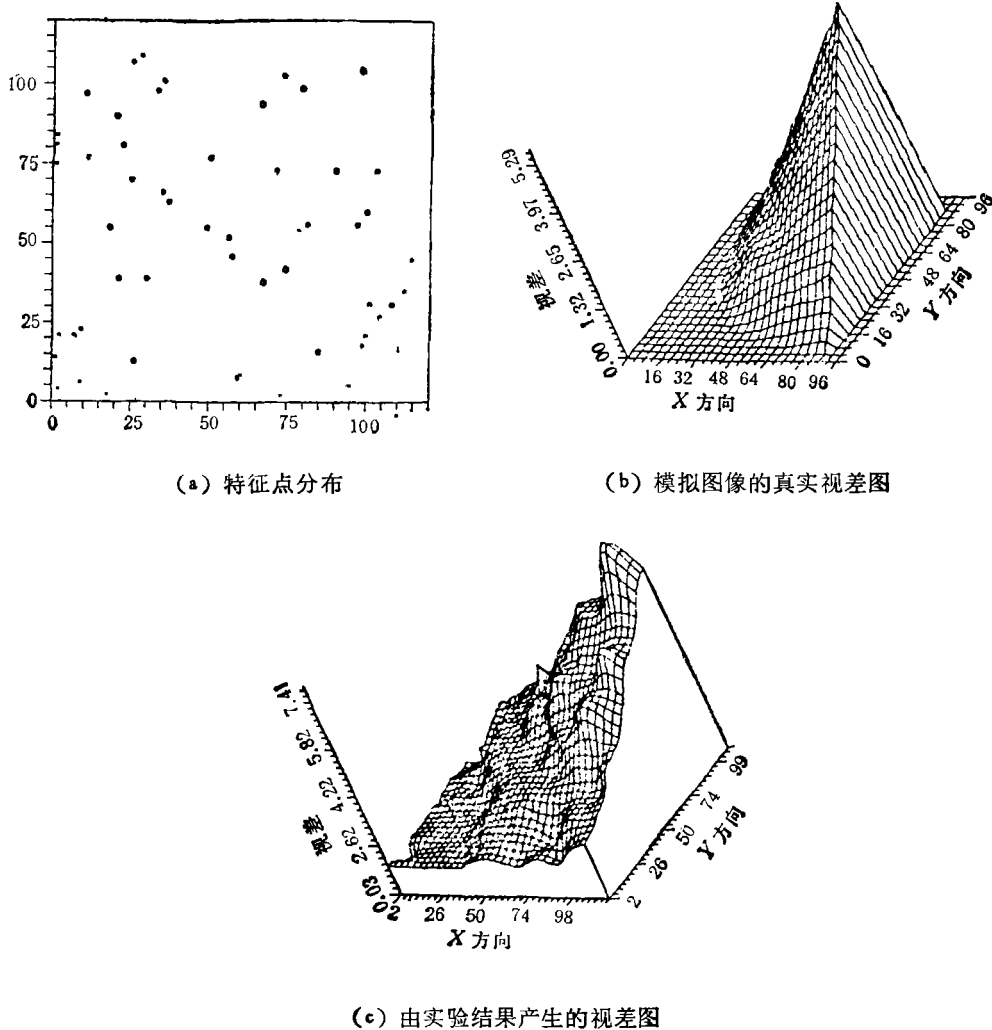 100
75
50
25
0
0 25 50 75 100
(a) 特征点分布
5.29
3.97
2.65
1.32
0.00
视差
16 32 48 64 80 96
X 方向
0 16 32 48 64 80 96
Y 方向
(b) 模拟图像的真实视差图
7.41
5.82
4.22
2.62
0.03
视差
2 26 50 74 98
X 方向
2 26 50 74 99
Y 方向
(c) 由实验结果产生的视差图